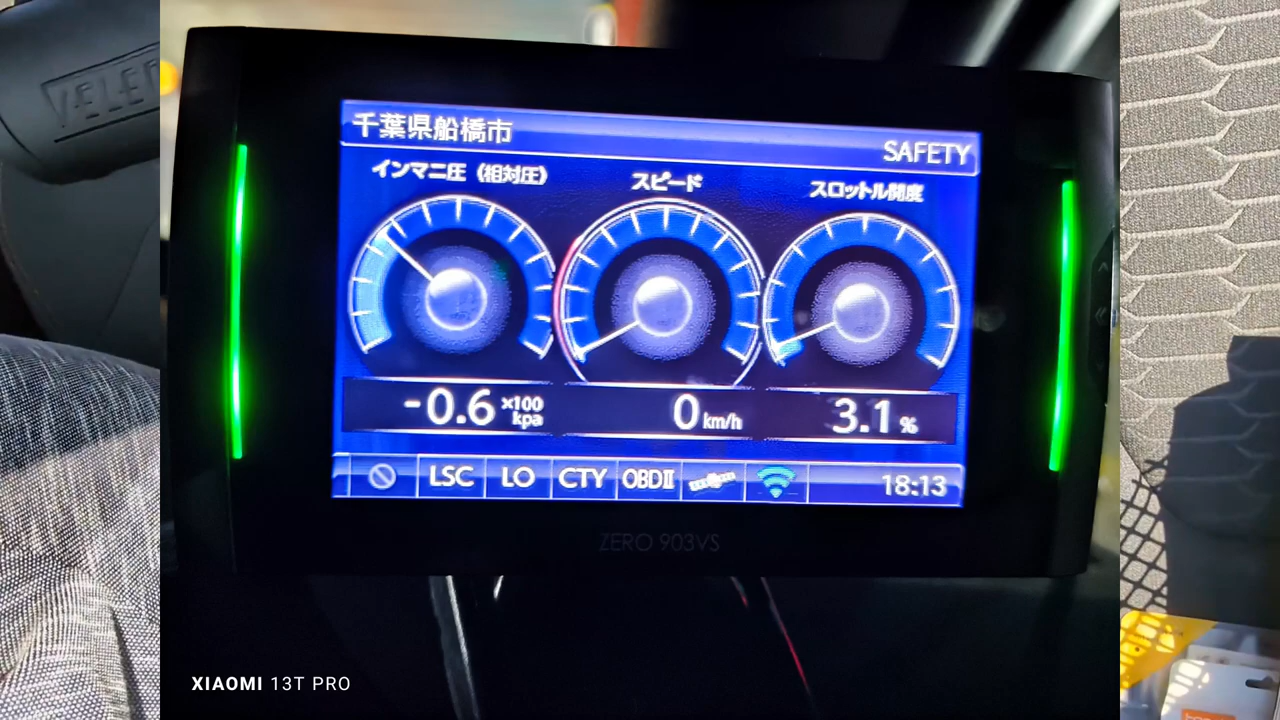 千葉県船橋市
SAFETY
インマニ圧（相対圧）
スピード
スロットル開度
-0.6 ×100 kpa
0 km/h
3.1 %
LSC LO CTY OBDⅡ 18:13
ZERO 903VS
XIAOMI 13T PRO